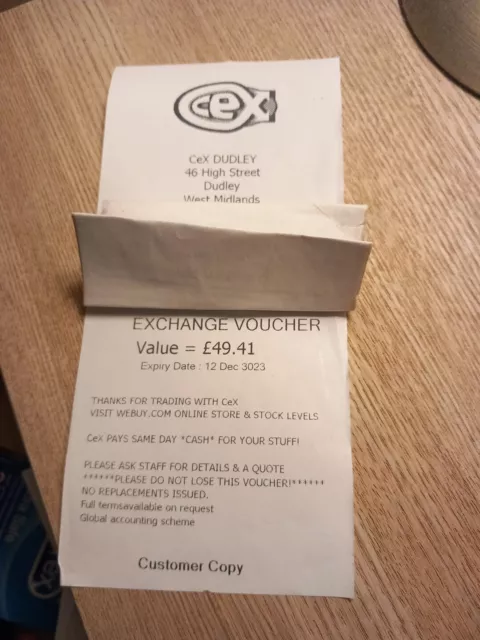 cex
CeX DUDLEY
46 High Street
Dudley
West Midlands
EXCHANGE VOUCHER
Value = £49.41
Expiry Date : 12 Dec 3023
THANKS FOR TRADING WITH CeX
VISIT WEBUY.COM ONLINE STORE & STOCK LEVELS
CeX PAYS SAME DAY *CASH* FOR YOUR STUFF!
PLEASE ASK STAFF FOR DETAILS & A QUOTE
******PLEASE DO NOT LOSE THIS VOUCHER!******
NO REPLACEMENTS ISSUED.
Full termsavailable on request
Global accounting scheme
Customer Copy
cex